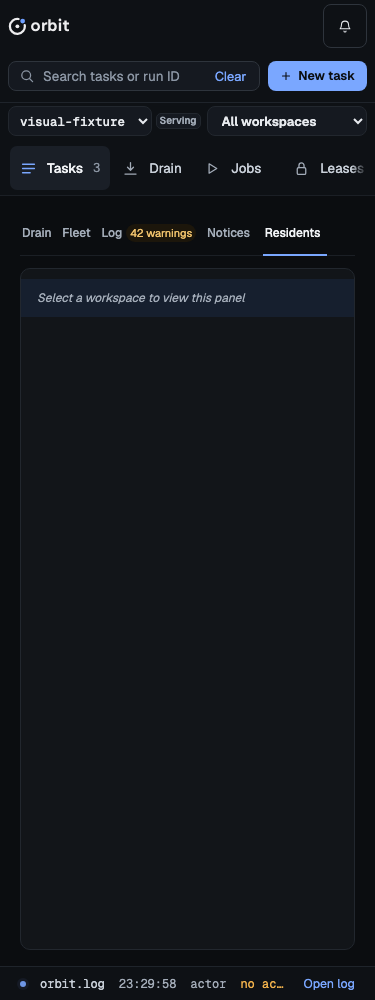 orbit
Search tasks or run ID Clear + New task
visual-fixture Serving All workspaces
Tasks 3 Drain Jobs Leases
Drain Fleet Log 42 warnings Notices Residents
Select a workspace to view this panel
orbit.log 23:29:58 actor no ac… Open log